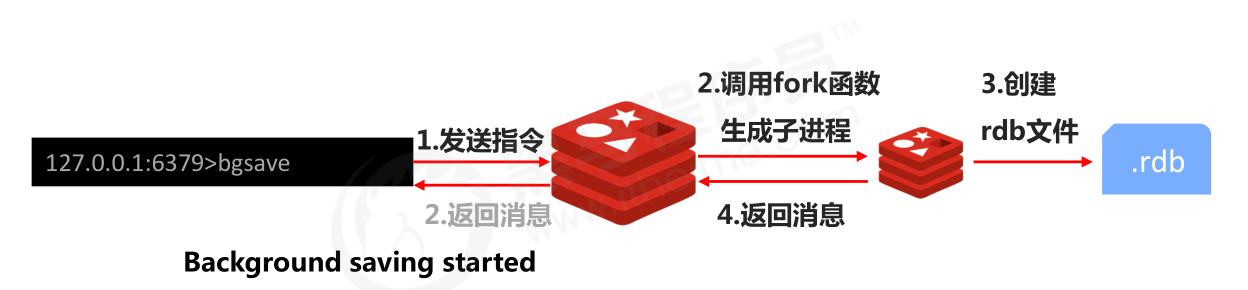 2.调用fork函数
3.创建
1.发送指令
生成子进程
rdb文件
127.0.0.1:6379>bgsave
.rdb
2.返回消息
4.返回消息
Background saving started